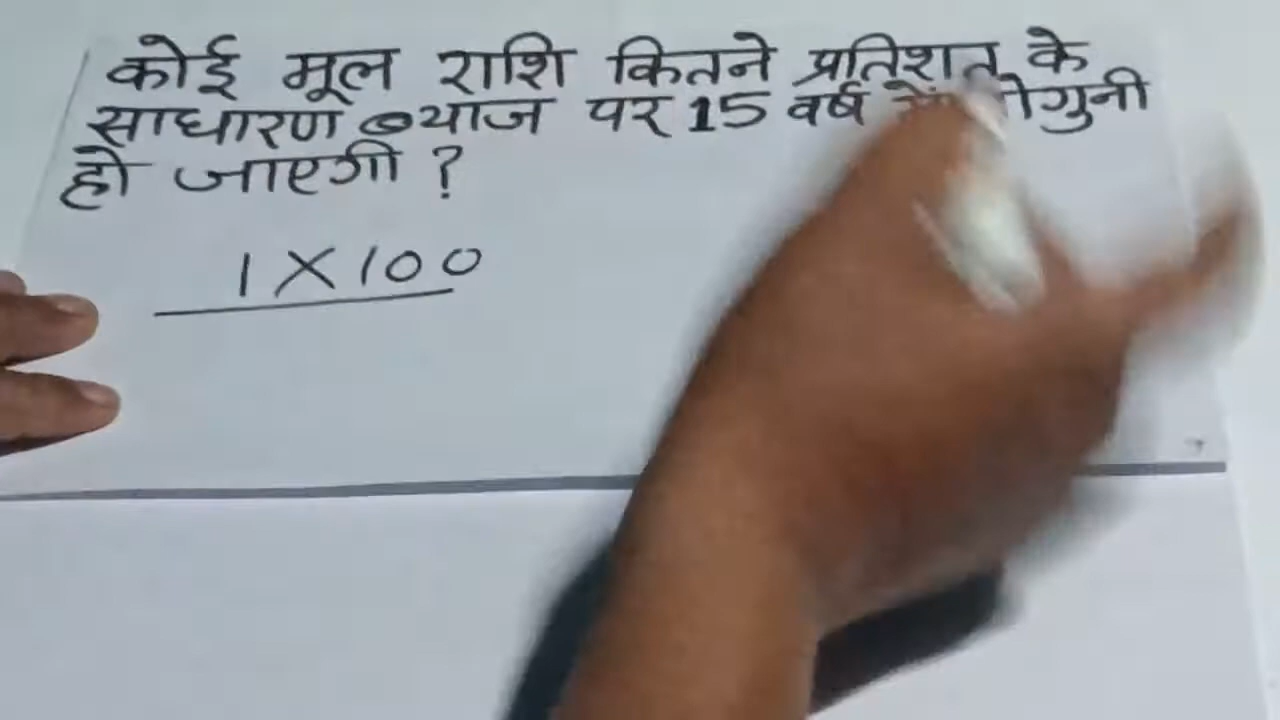 कोई मूल राशि कितने प्रतिशत के
साधारण ब्याज पर 15 वर्ष में
हो जाएगी ?
1 X 100